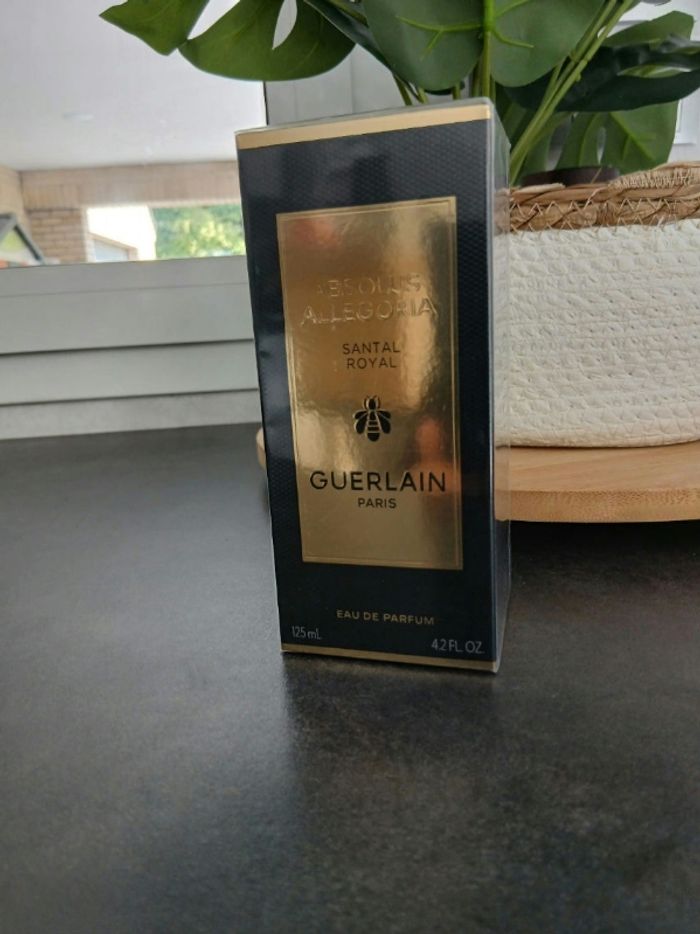 ABSOLUS
ALLEGORIA
SANTAL
ROYAL
GUERLAIN
PARIS
EAU DE PARFUM
125 mL
4.2 FL. OZ.